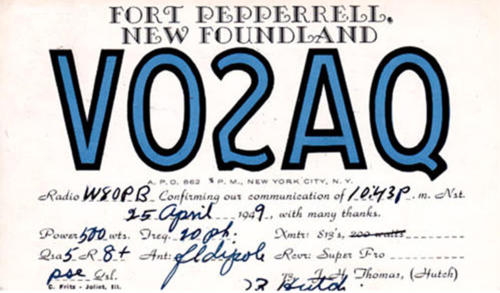 FORT PEPPERRELL,
NEW FOUNDLAND
VO2AQ
A. P. O. 862 % P. M., NEW YORK CITY, N. Y.
Radio W8OPB Confirming our communication of 10:43P. m. Nst.
25 April 1949, with many thanks.
Power 500 wts. Freq. 20 ph. Xmtr: 813's, 200 watts
Qsa 5 R 8+ Ant: fldipole Rcvr: Super Pro
pse Qsl. 73 J. H. Thomas, (Hutch)
C. Fritz - Joliet, Ill. 73 Hutch